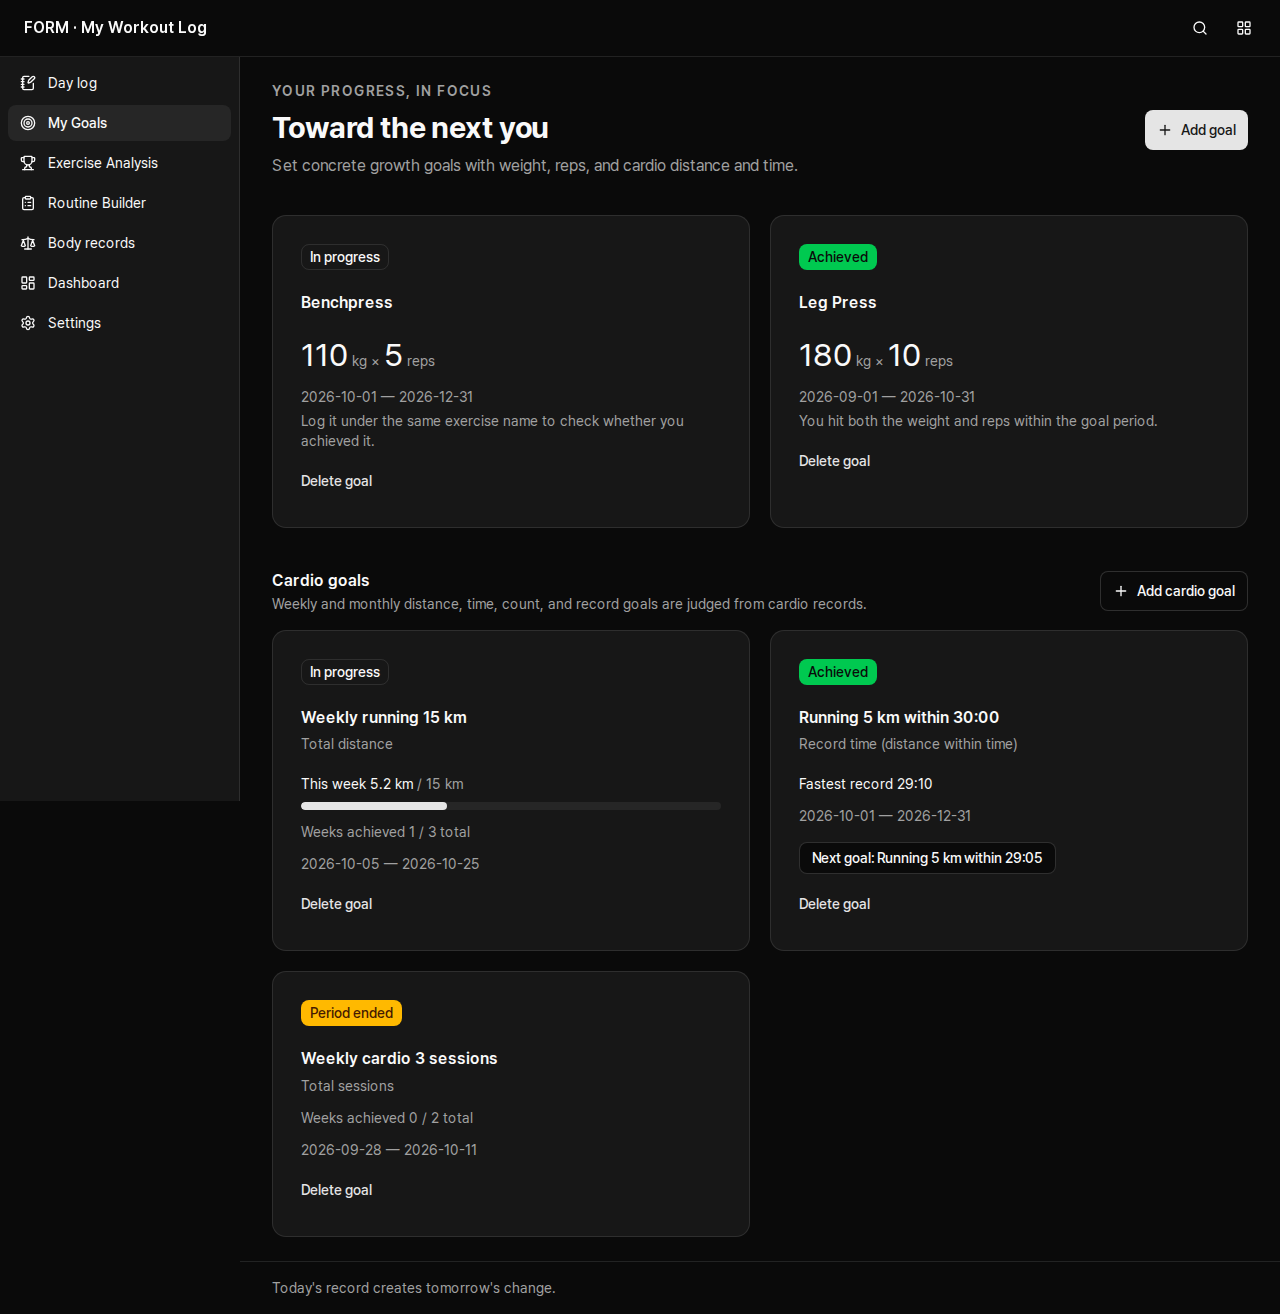 FORM · My Workout Log
Day log
My Goals
Exercise Analysis
Routine Builder
Body records
Dashboard
Settings
YOUR PROGRESS, IN FOCUS
Toward the next you
Set concrete growth goals with weight, reps, and cardio distance and time.
Add goal
In progress
Benchpress
110 kg × 5 reps
2026-10-01 — 2026-12-31
Log it under the same exercise name to check whether you
achieved it.
Delete goal
Achieved
Leg Press
180 kg × 10 reps
2026-09-01 — 2026-10-31
You hit both the weight and reps within the goal period.
Delete goal
Cardio goals
Weekly and monthly distance, time, count, and record goals are judged from cardio records.
Add cardio goal
In progress
Weekly running 15 km
Total distance
This week 5.2 km / 15 km
Weeks achieved 1 / 3 total
2026-10-05 — 2026-10-25
Delete goal
Achieved
Running 5 km within 30:00
Record time (distance within time)
Fastest record 29:10
2026-10-01 — 2026-12-31
Next goal: Running 5 km within 29:05
Delete goal
Period ended
Weekly cardio 3 sessions
Total sessions
Weeks achieved 0 / 2 total
2026-09-28 — 2026-10-11
Delete goal
Today's record creates tomorrow's change.